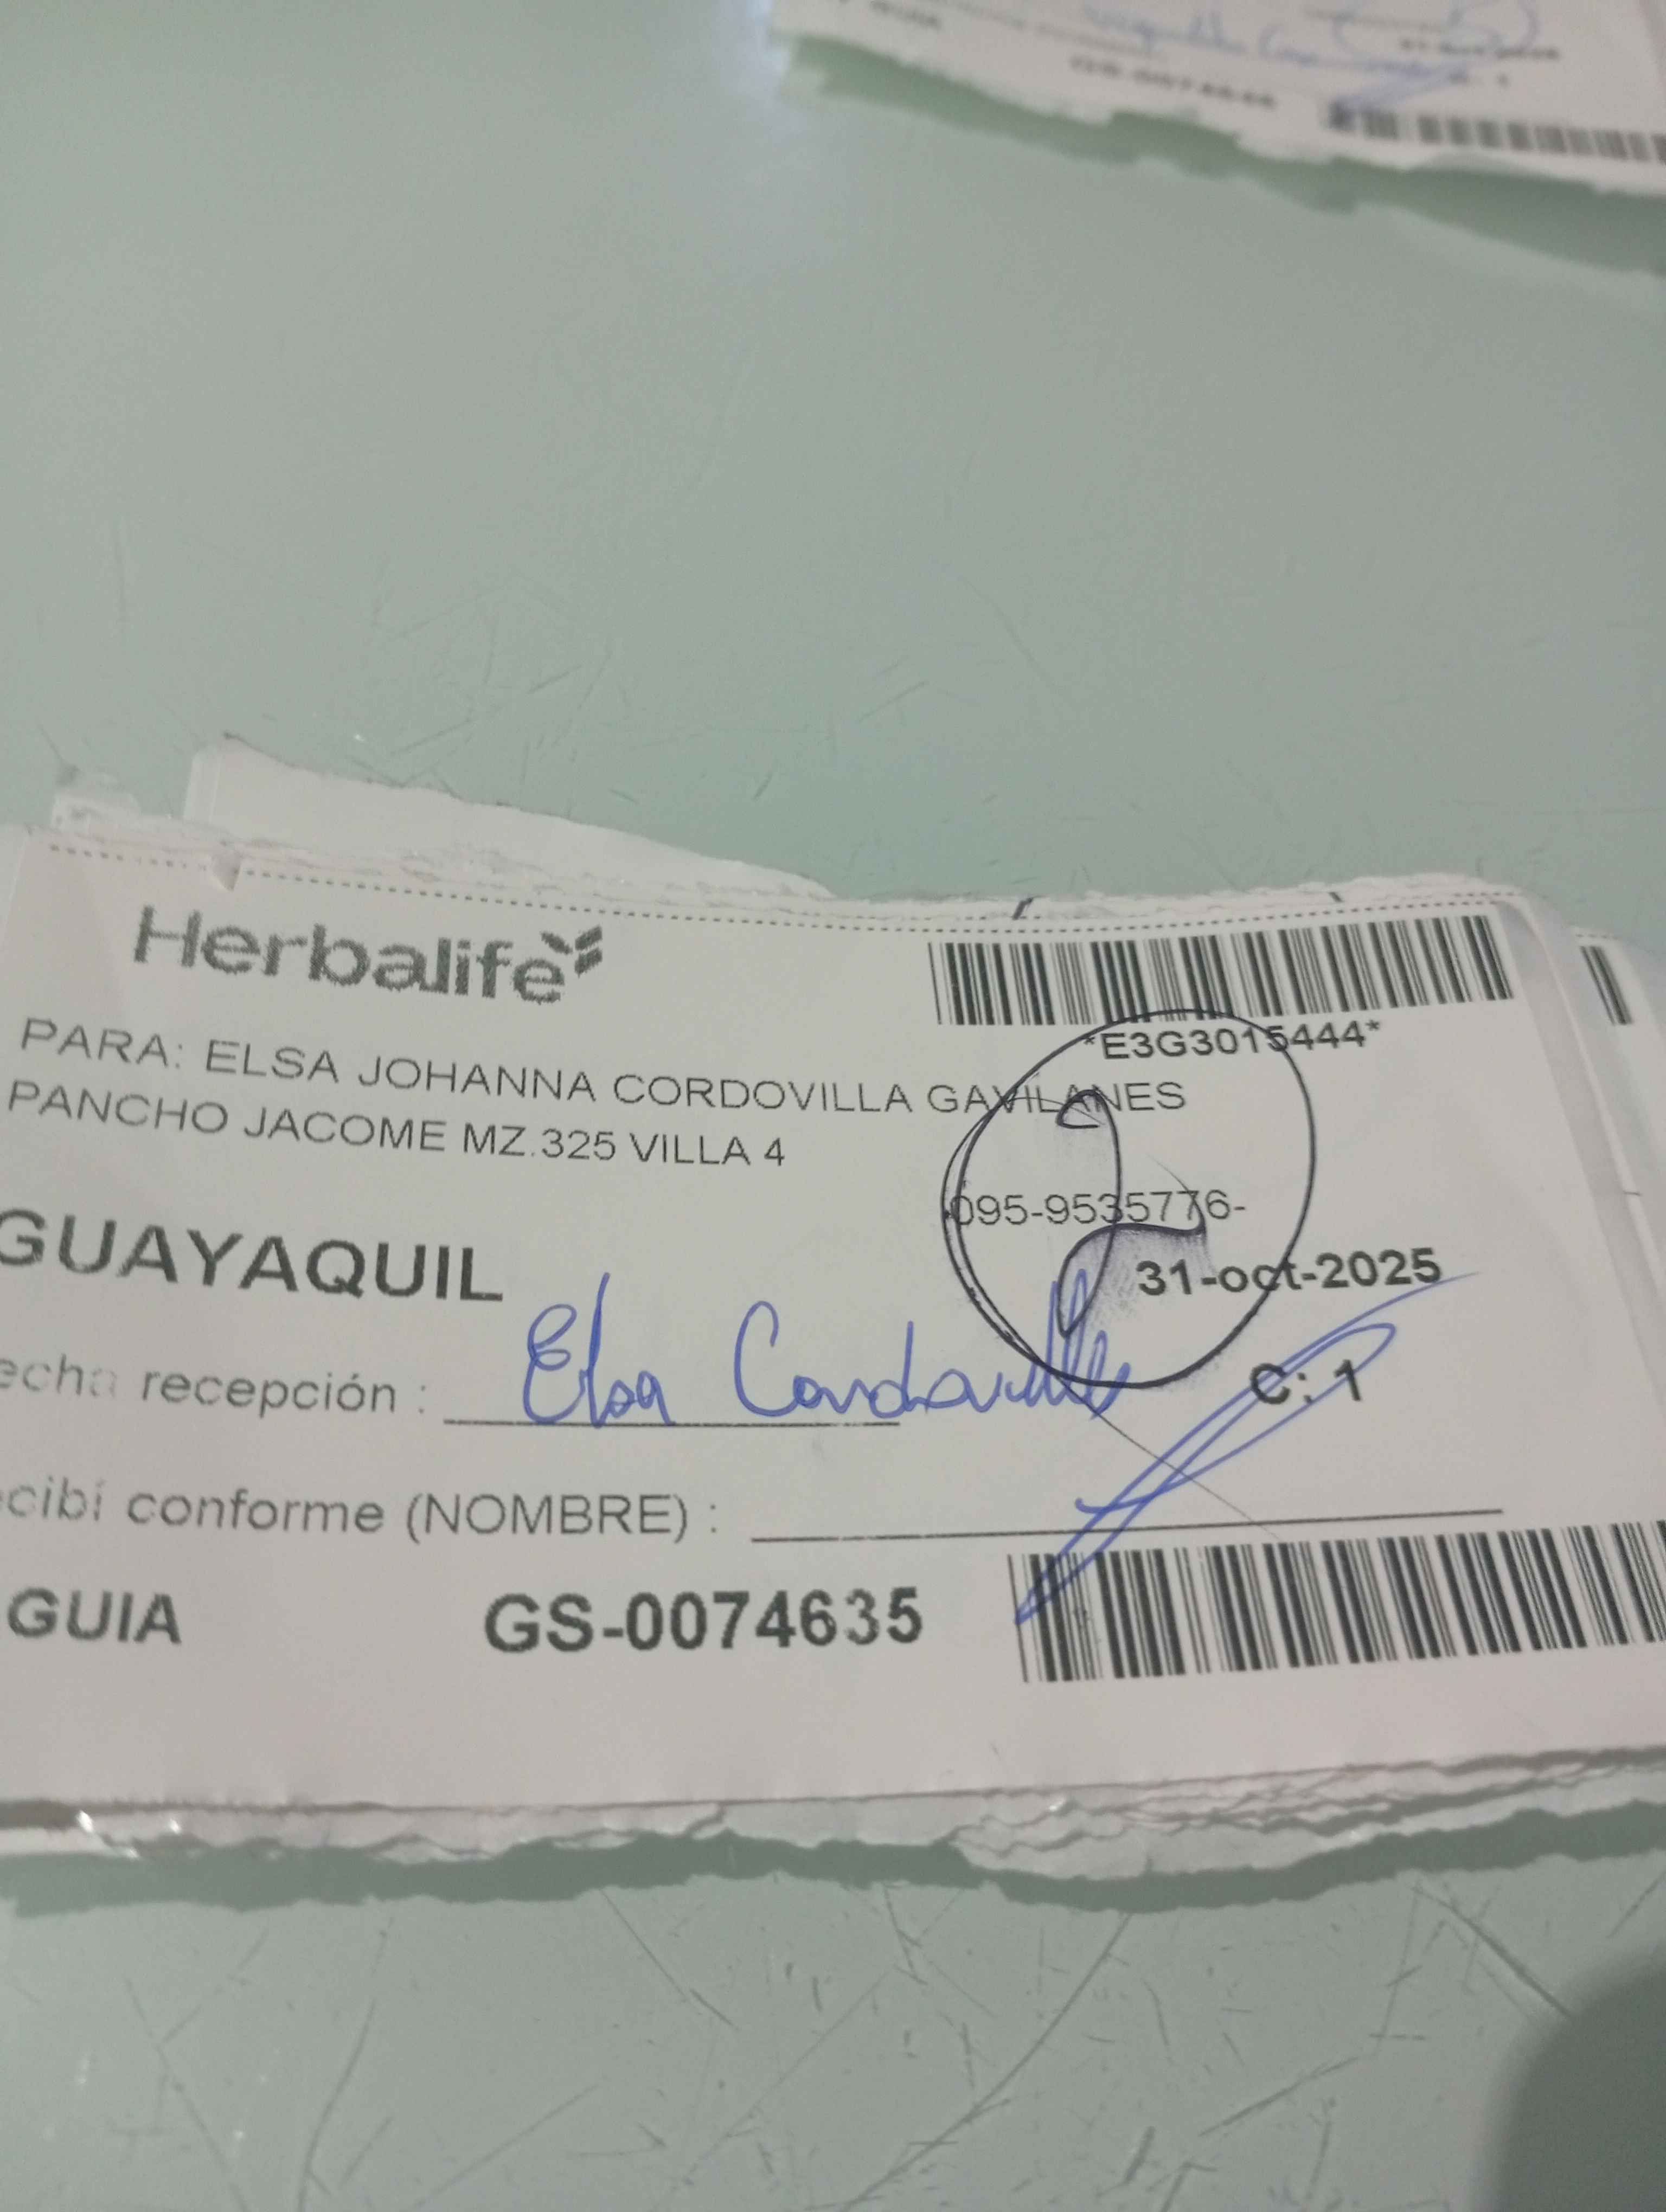 GUIA
Herbalife
*E3G3015444*
PARA: ELSA JOHANNA CORDOVILLA GAVILANES
PANCHO JACOME MZ.325 VILLA 4
095-9535776-
GUAYAQUIL
31-oct-2025
echa recepción : Elsa Cordovilla
C: 1
cibí conforme (NOMBRE) :
GUIA GS-0074635